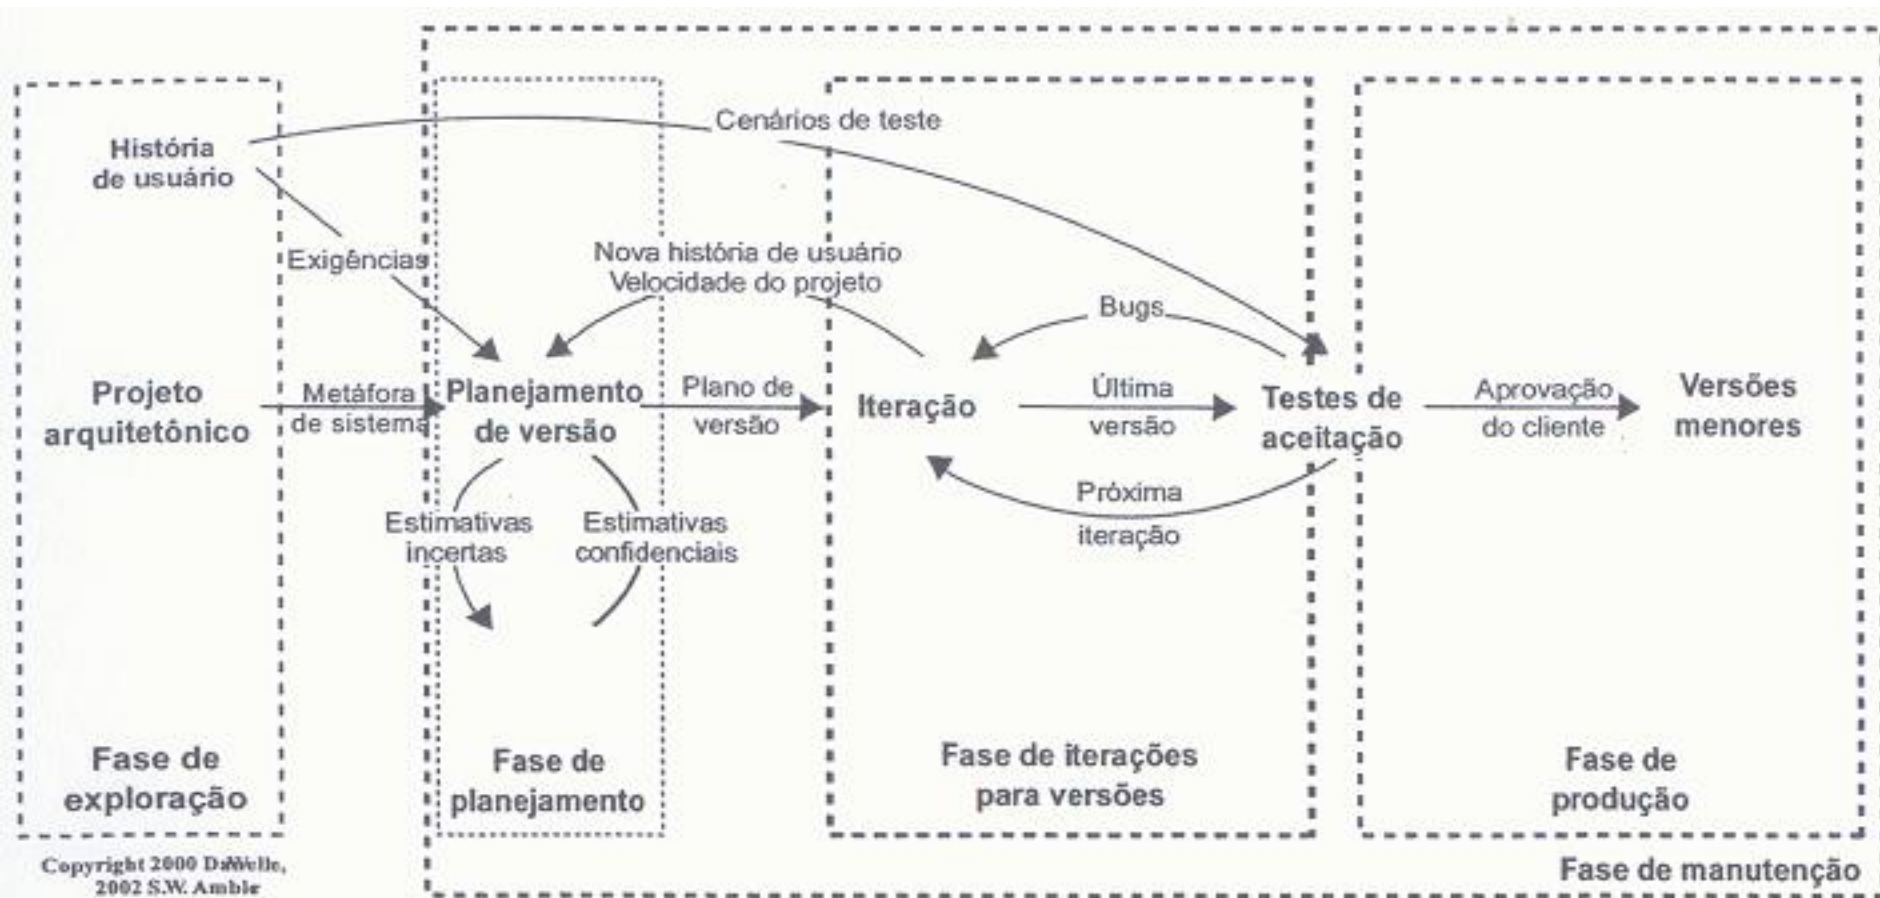 Cenários de teste
História
de usuário
Exigências
Nova história de usuário
Velocidade do projeto
Bugs
Projeto
arquitetônico
Metáfora
de sistema
Planejamento
de versão
Plano de
versão
Iteração
Última
versão
Testes de
aceitação
Aprovação
do cliente
Versões
menores
Estimativas
incertas
Estimativas
confidenciais
Próxima
iteração
Fase de
exploração
Fase de
planejamento
Fase de iterações
para versões
Fase de
produção
Fase de manutenção
Copyright 2000
2002 S.W.